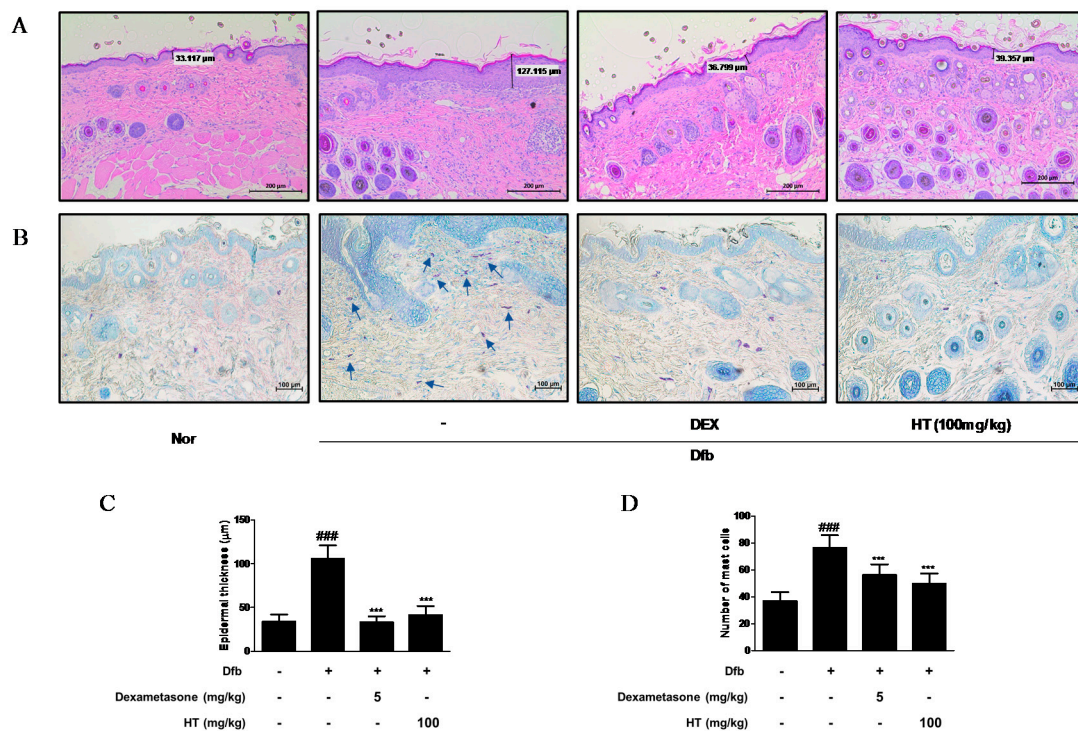 A
33.117 μm
127.115 μm
36.799 μm
39.357 μm
200 μm
200 μm
200 μm
200 μm
B
100 μm
100 μm
100 μm
100 μm
Nor
-
DEX
HT (100mg/kg)
Dfb
C
Epidermal thickness (μm)
150
100
50
0
###
***
***
Dfb - + + +
Dexametasone (mg/kg) - - 5 -
HT (mg/kg) - - - 100
D
Number of mast cells
100
80
60
40
20
0
###
***
***
Dfb - + + +
Dexametasone (mg/kg) - - 5 -
HT (mg/kg) - - - 100